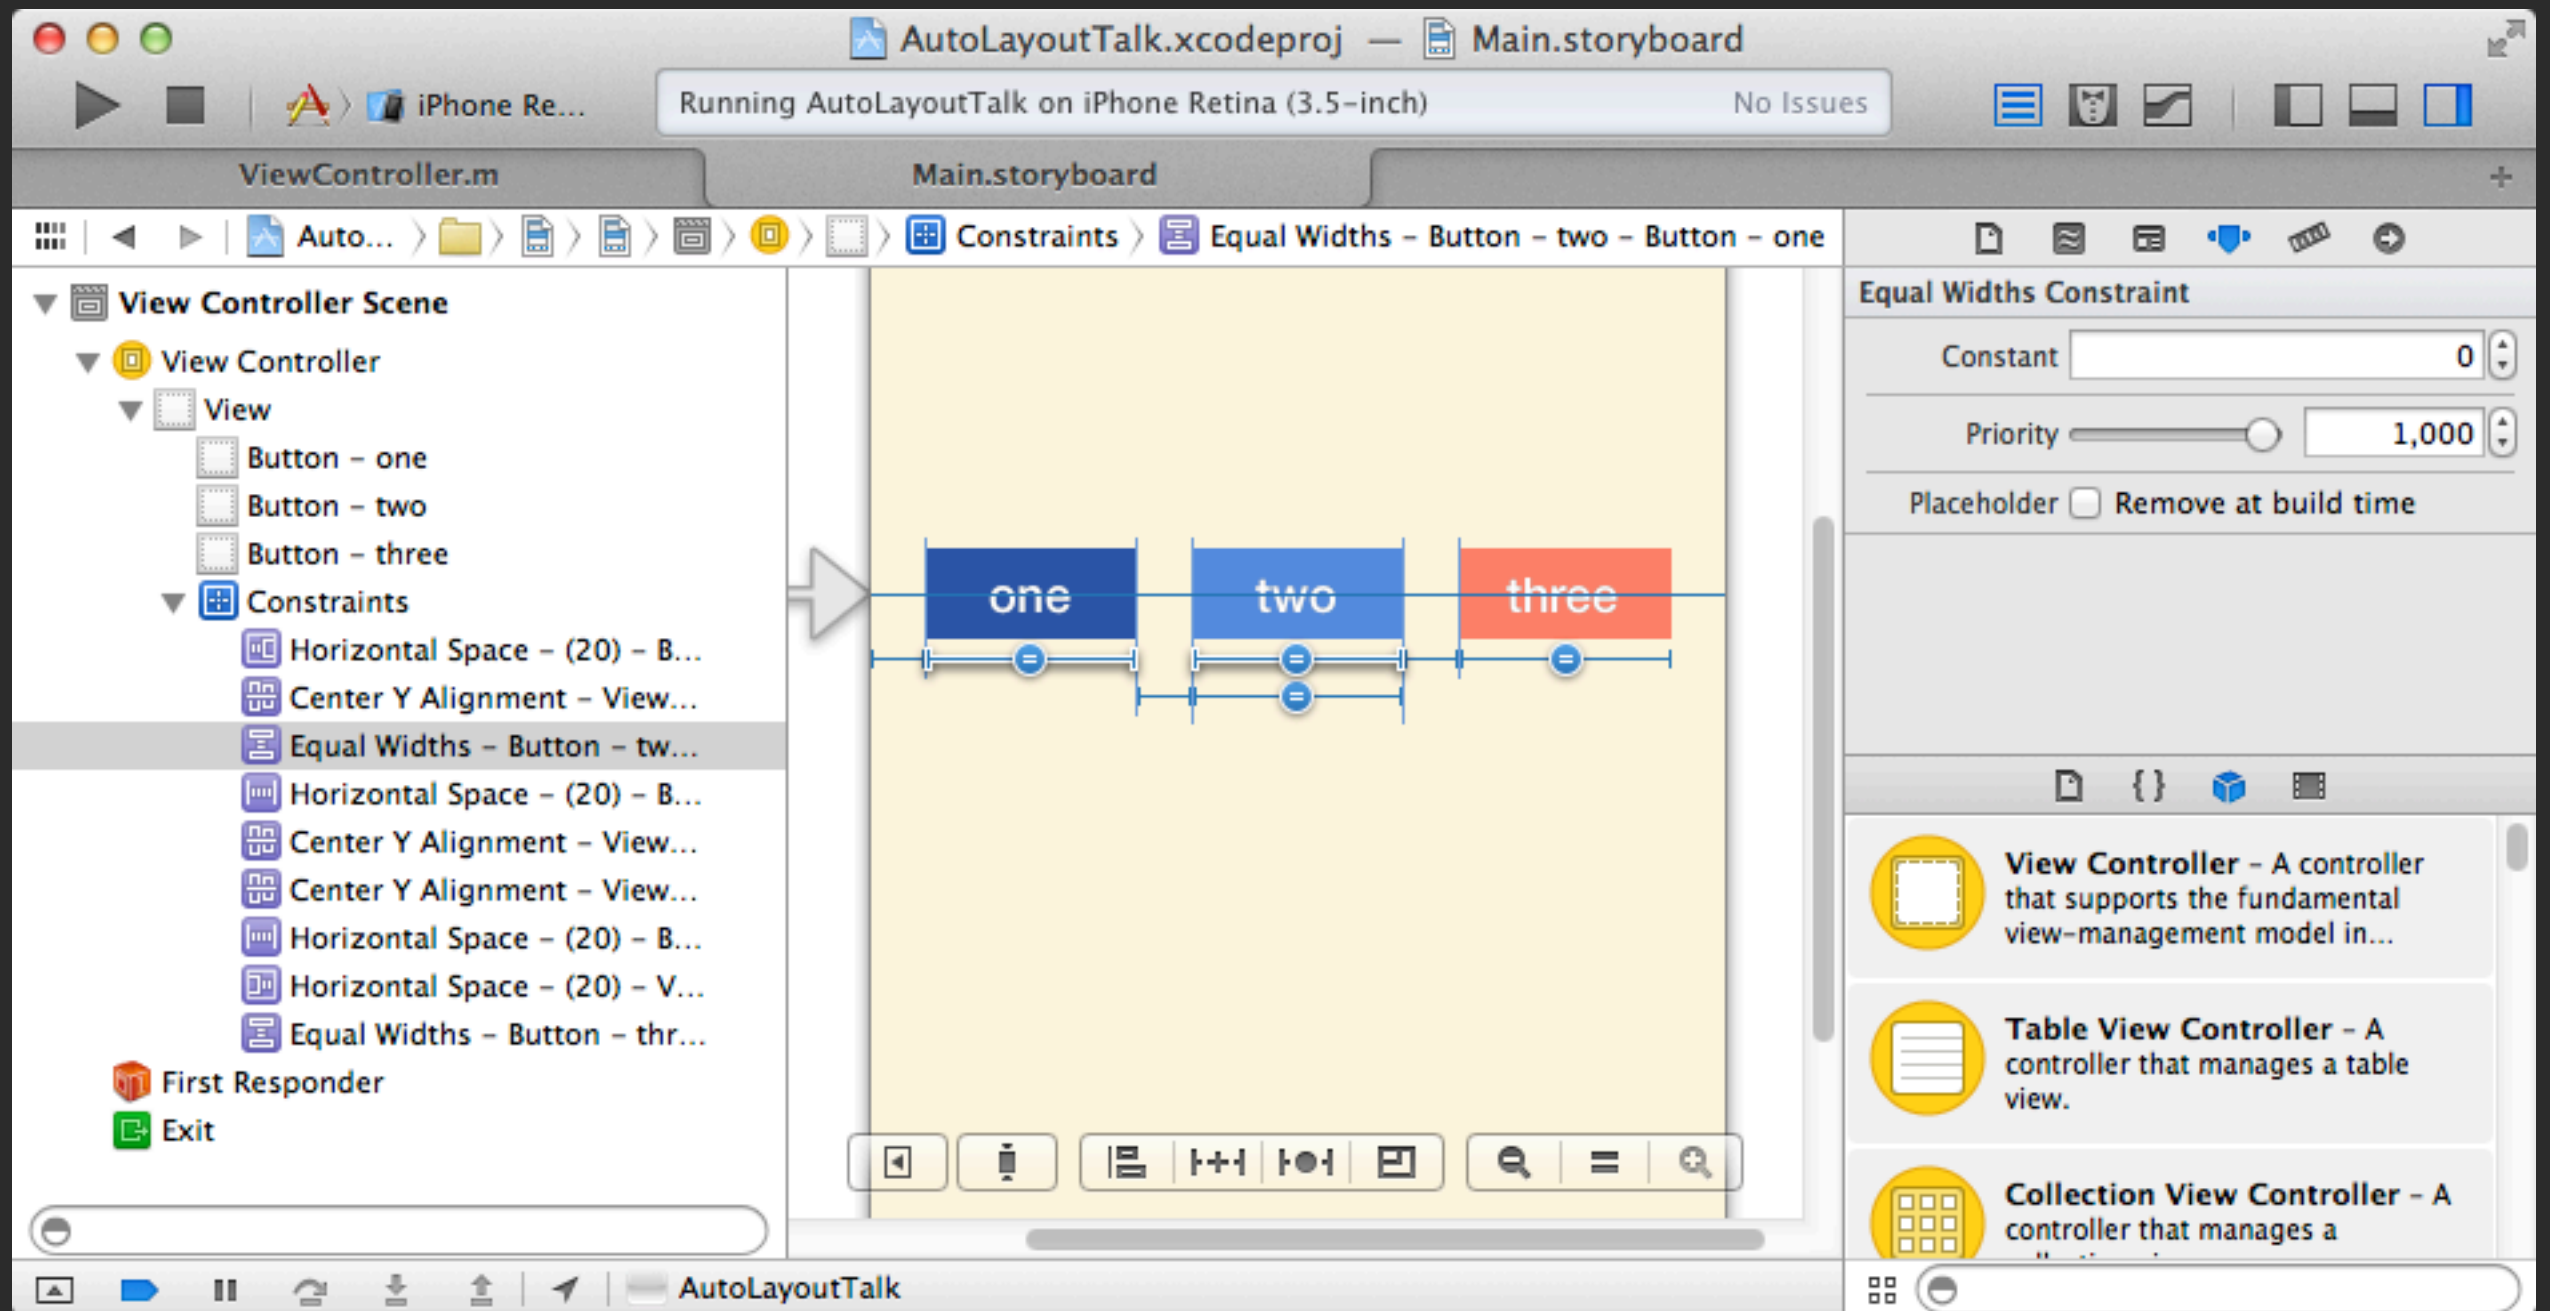 AutoLayoutTalk.xcodeproj — Main.storyboard
iPhone Re...
Running AutoLayoutTalk on iPhone Retina (3.5-inch)
No Issues
ViewController.m
Main.storyboard
Auto...
Constraints
Equal Widths – Button – two – Button – one
View Controller Scene
View Controller
View
Button – one
Button – two
Button – three
Constraints
Horizontal Space – (20) – B...
Center Y Alignment – View...
Equal Widths – Button – tw...
Horizontal Space – (20) – B...
Center Y Alignment – View...
Center Y Alignment – View...
Horizontal Space – (20) – B...
Horizontal Space – (20) – V...
Equal Widths – Button – thr...
First Responder
Exit
one
two
three
Equal Widths Constraint
Constant 0
Priority 1,000
Placeholder Remove at build time
View Controller – A controller
that supports the fundamental
view-management model in...
Table View Controller – A
controller that manages a table
view.
Collection View Controller – A
controller that manages a
AutoLayoutTalk